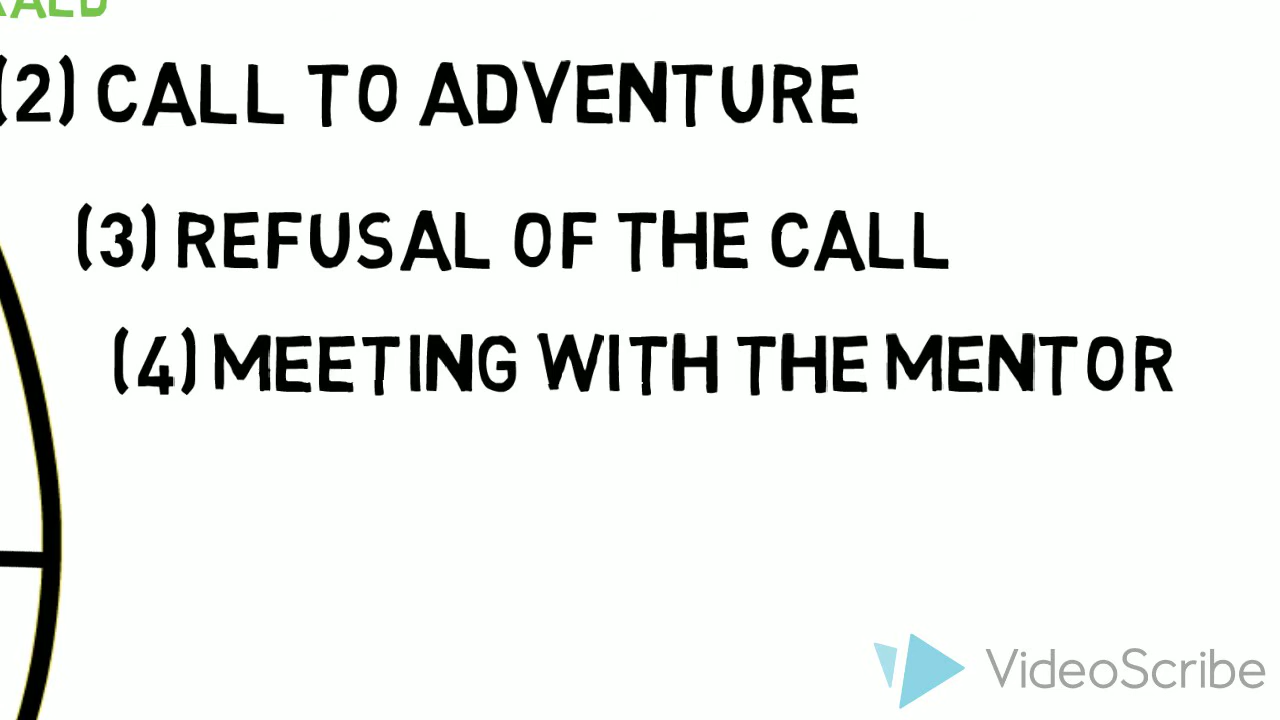 (2) CALL TO ADVENTURE
(3) REFUSAL OF THE CALL
(4) MEETING WITH THE MENTOR
VideoScribe